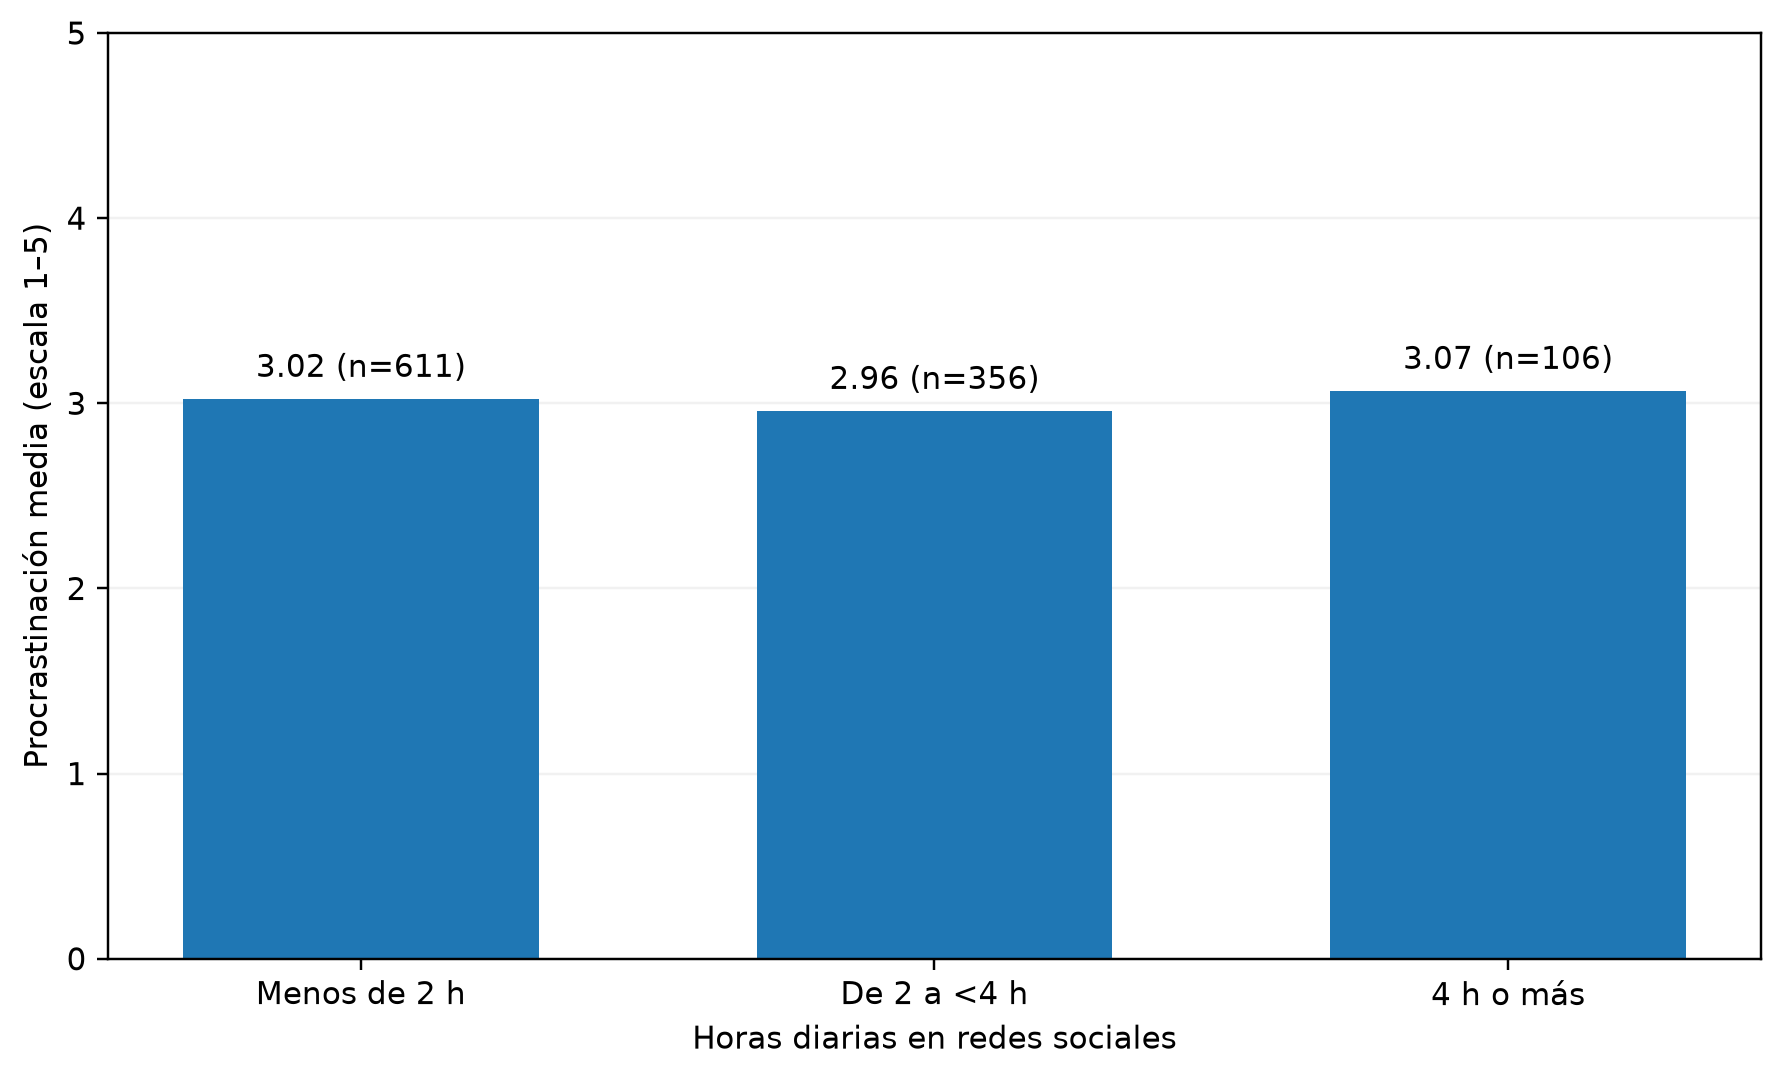 Procrastinación media (escala 1–5)
5
4
3
2
1
0
3.02 (n=611)
2.96 (n=356)
3.07 (n=106)
Menos de 2 h
De 2 a <4 h
4 h o más
Horas diarias en redes sociales